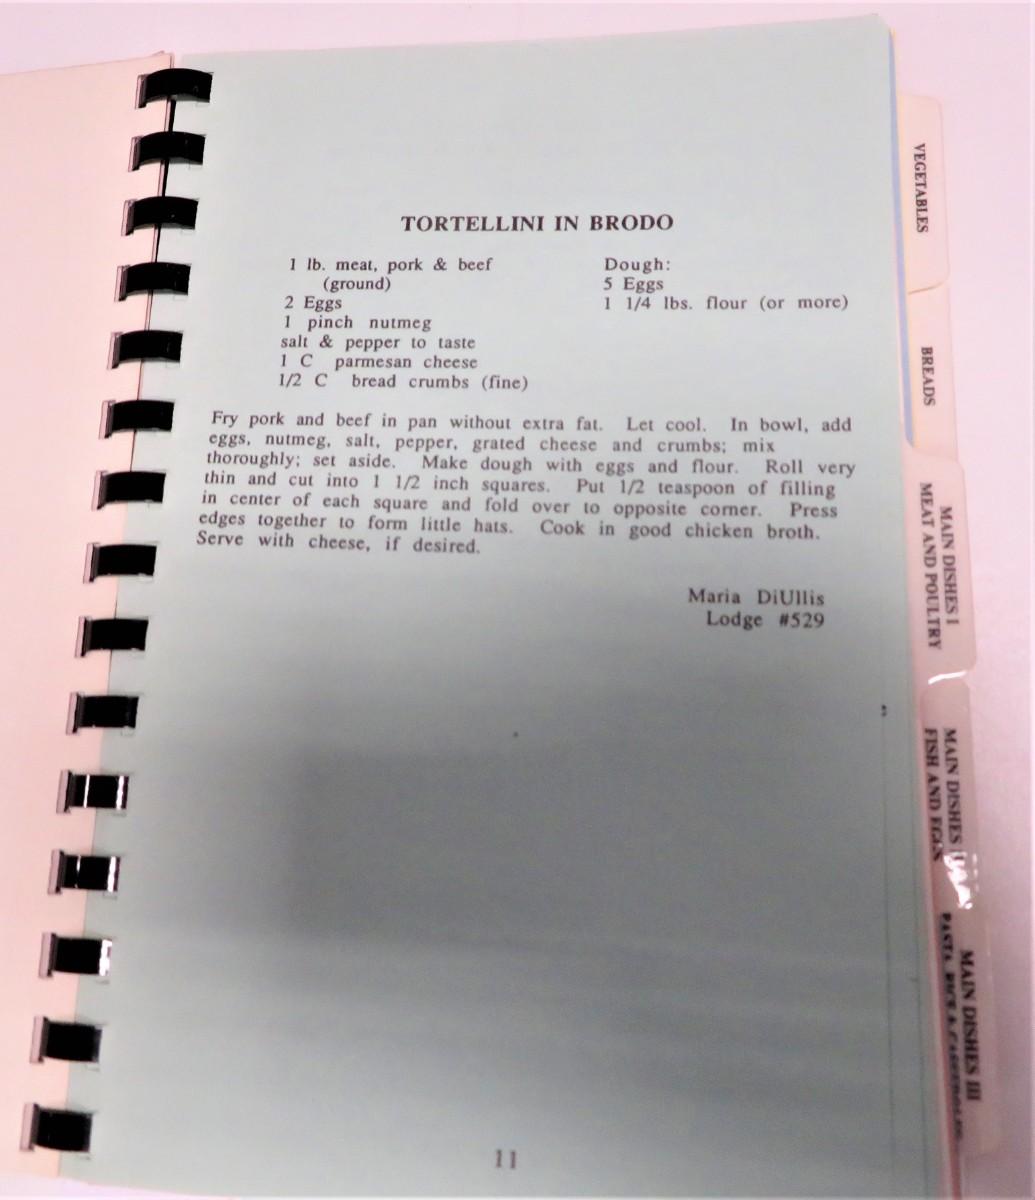 TORTELLINI IN BRODO
1 lb. meat, pork & beef
(ground)
2 Eggs
1 pinch nutmeg
salt & pepper to taste
1 C parmesan cheese
1/2 C bread crumbs (fine)
Dough:
5 Eggs
1 1/4 lbs. flour (or more)
Fry pork and beef in pan without extra fat. Let cool. In bowl, add
eggs, nutmeg, salt, pepper, grated cheese and crumbs; mix
thoroughly; set aside. Make dough with eggs and flour. Roll very
thin and cut into 1 1/2 inch squares. Put 1/2 teaspoon of filling
in center of each square and fold over to opposite corner. Press
edges together to form little hats. Cook in good chicken broth.
Serve with cheese, if desired.
Maria DiUllis
Lodge #529
11
VEGETABLES
BREADS
MAIN DISHES I
MEAT AND POULTRY
MAIN DISHES
FISH AND EGGS
MAIN DISHES III
PASTA, RICE &